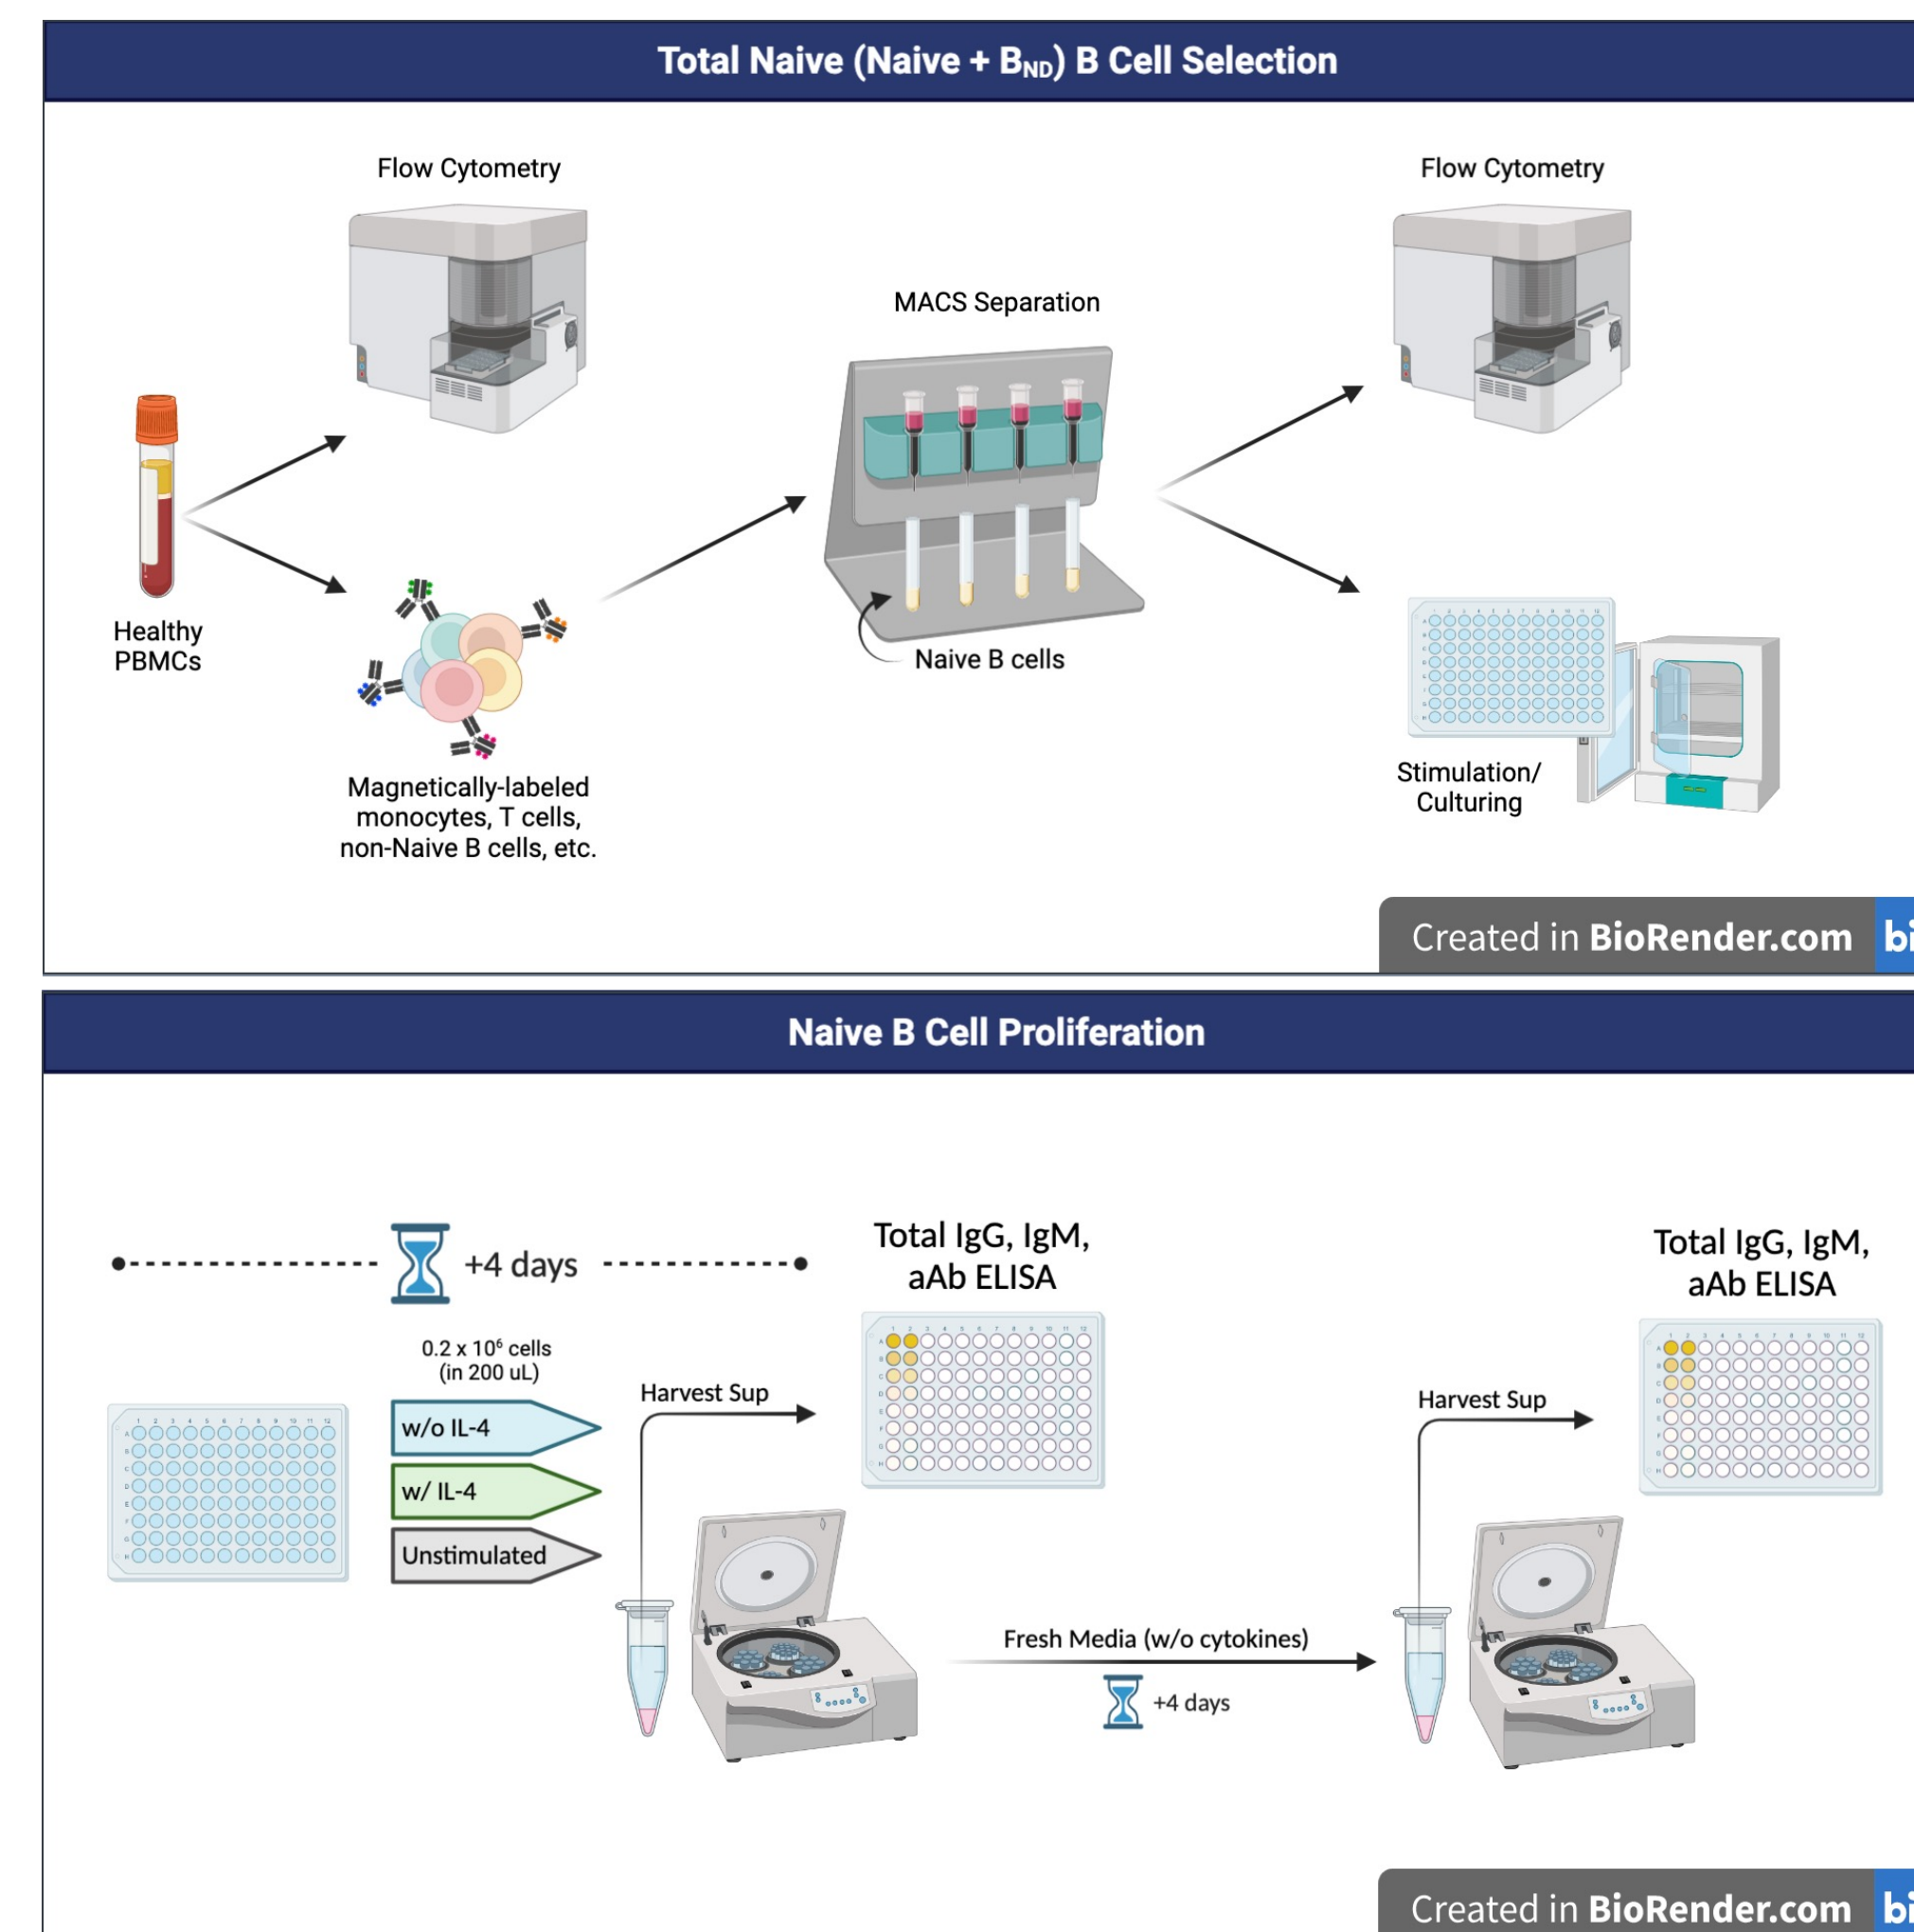 Total Naive (Naive + BND) B Cell Selection
Flow Cytometry
Flow Cytometry
MACS Separation
Healthy
PBMCs
Naive B cells
Magnetically-labeled
monocytes, T cells,
non-Naive B cells, etc.
Stimulation/
Culturing
Created in BioRender.com bi
Naive B Cell Proliferation
+4 days
Total IgG, IgM,
aAb ELISA
Total IgG, IgM,
aAb ELISA
0.2 x 10⁶ cells
(in 200 uL)
w/o IL-4
w/ IL-4
Unstimulated
Harvest Sup
Harvest Sup
Fresh Media (w/o cytokines)
+4 days
Created in BioRender.com bi